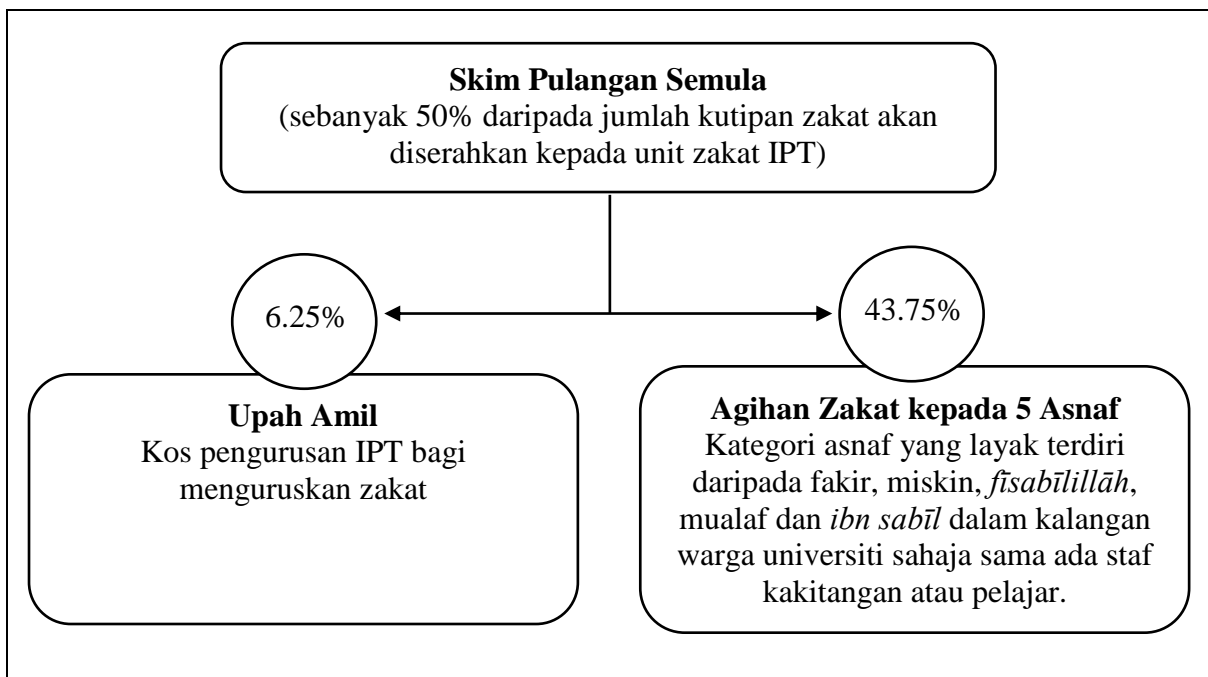 Skim Pulangan Semula
(sebanyak 50% daripada jumlah kutipan zakat akan
diserahkan kepada unit zakat IPT)
6.25%
43.75%
Upah Amil
Kos pengurusan IPT bagi
menguruskan zakat
Agihan Zakat kepada 5 Asnaf
Kategori asnaf yang layak terdiri
daripada fakir, miskin, fīsabīlillāh,
mualaf dan ibn sabīl dalam kalangan
warga universiti sahaja sama ada staf
kakitangan atau pelajar.